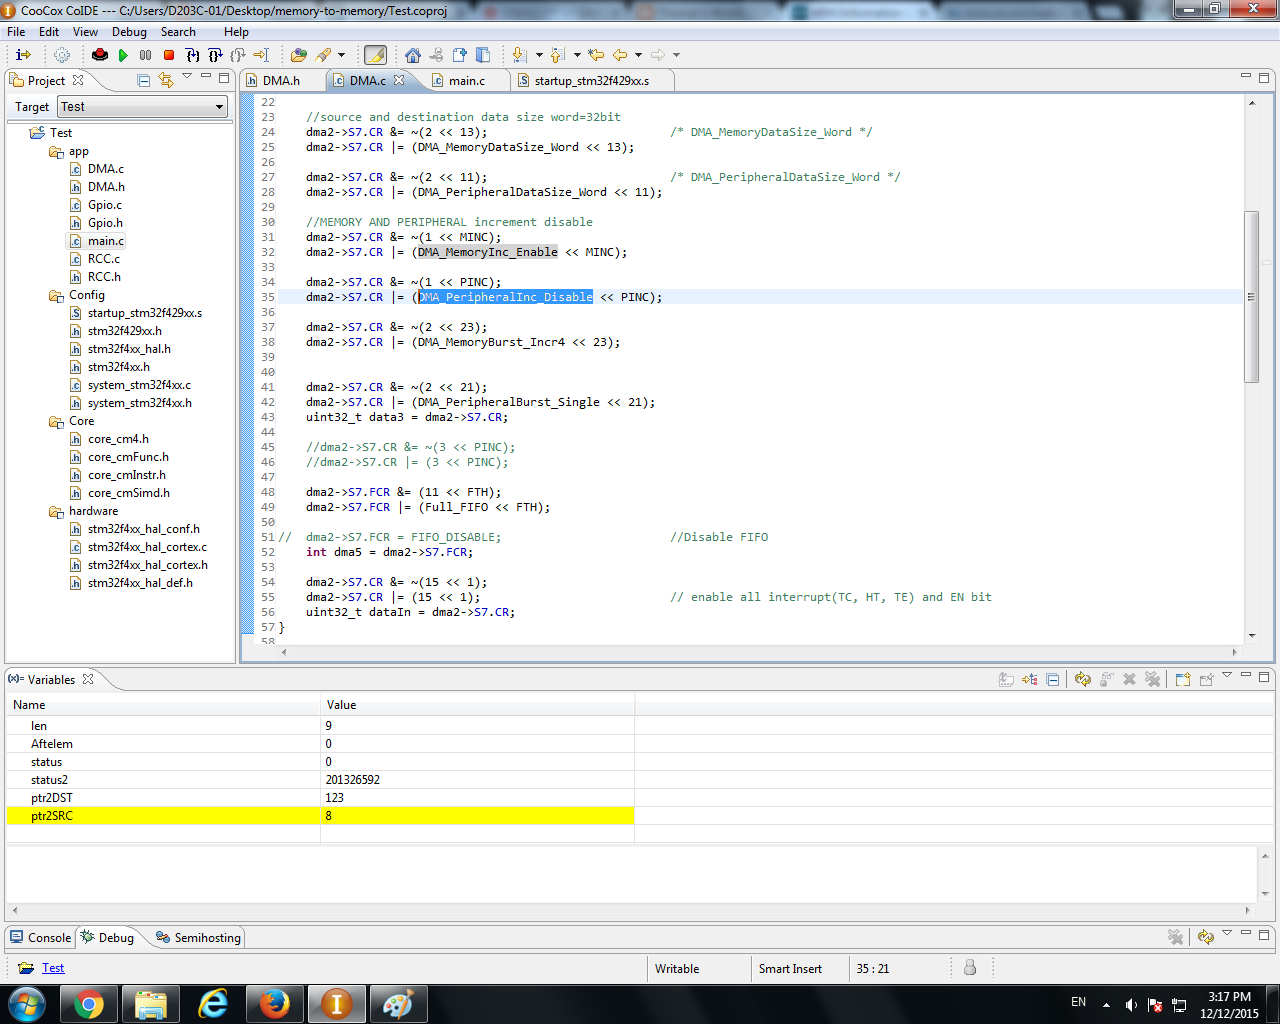 CooCox CoIDE --- C:/Users/D203C-01/Desktop/memory-to-memory/Test.coproj
File Edit View Debug Search Help
Project
Target Test
Test
app
DMA.c
DMA.h
Gpio.c
Gpio.h
main.c
RCC.c
RCC.h
Config
startup_stm32f429xx.s
stm32f429xx.h
stm32f4xx_hal.h
stm32f4xx.h
system_stm32f4xx.c
system_stm32f4xx.h
Core
core_cm4.h
core_cmFunc.h
core_cmInstr.h
core_cmSimd.h
hardware
stm32f4xx_hal_conf.h
stm32f4xx_hal_cortex.c
stm32f4xx_hal_cortex.h
stm32f4xx_hal_def.h
DMA.h DMA.c main.c startup_stm32f429xx.s
22
23 //source and destination data size word=32bit
24 dma2->S7.CR &= ~(2 << 13); /* DMA_MemoryDataSize_Word */
25 dma2->S7.CR |= (DMA_MemoryDataSize_Word << 13);
26
27 dma2->S7.CR &= ~(2 << 11); /* DMA_PeripheralDataSize_Word */
28 dma2->S7.CR |= (DMA_PeripheralDataSize_Word << 11);
29
30 //MEMORY AND PERIPHERAL increment disable
31 dma2->S7.CR &= ~(1 << MINC);
32 dma2->S7.CR |= (DMA_MemoryInc_Enable << MINC);
33
34 dma2->S7.CR &= ~(1 << PINC);
35 dma2->S7.CR |= (DMA_PeripheralInc_Disable << PINC);
36
37 dma2->S7.CR &= ~(2 << 23);
38 dma2->S7.CR |= (DMA_MemoryBurst_Incr4 << 23);
39
40
41 dma2->S7.CR &= ~(2 << 21);
42 dma2->S7.CR |= (DMA_PeripheralBurst_Single << 21);
43 uint32_t data3 = dma2->S7.CR;
44
45 //dma2->S7.CR &= ~(3 << PINC);
46 //dma2->S7.CR |= (3 << PINC);
47
48 dma2->S7.FCR &= (11 << FTH);
49 dma2->S7.FCR |= (Full_FIFO << FTH);
50
51 // dma2->S7.FCR = FIFO_DISABLE; //Disable FIFO
52 int dma5 = dma2->S7.FCR;
53
54 dma2->S7.CR &= ~(15 << 1);
55 dma2->S7.CR |= (15 << 1); // enable all interrupt(TC, HT, TE) and EN bit
56 uint32_t dataIn = dma2->S7.CR;
57 }
58
(x)= Variables
Name Value
len 9
Aftelem 0
status 0
status2 201326592
ptr2DST 123
ptr2SRC 8
Console Debug Semihosting
Test Writable Smart Insert 35 : 21
EN 3:17 PM
12/12/2015